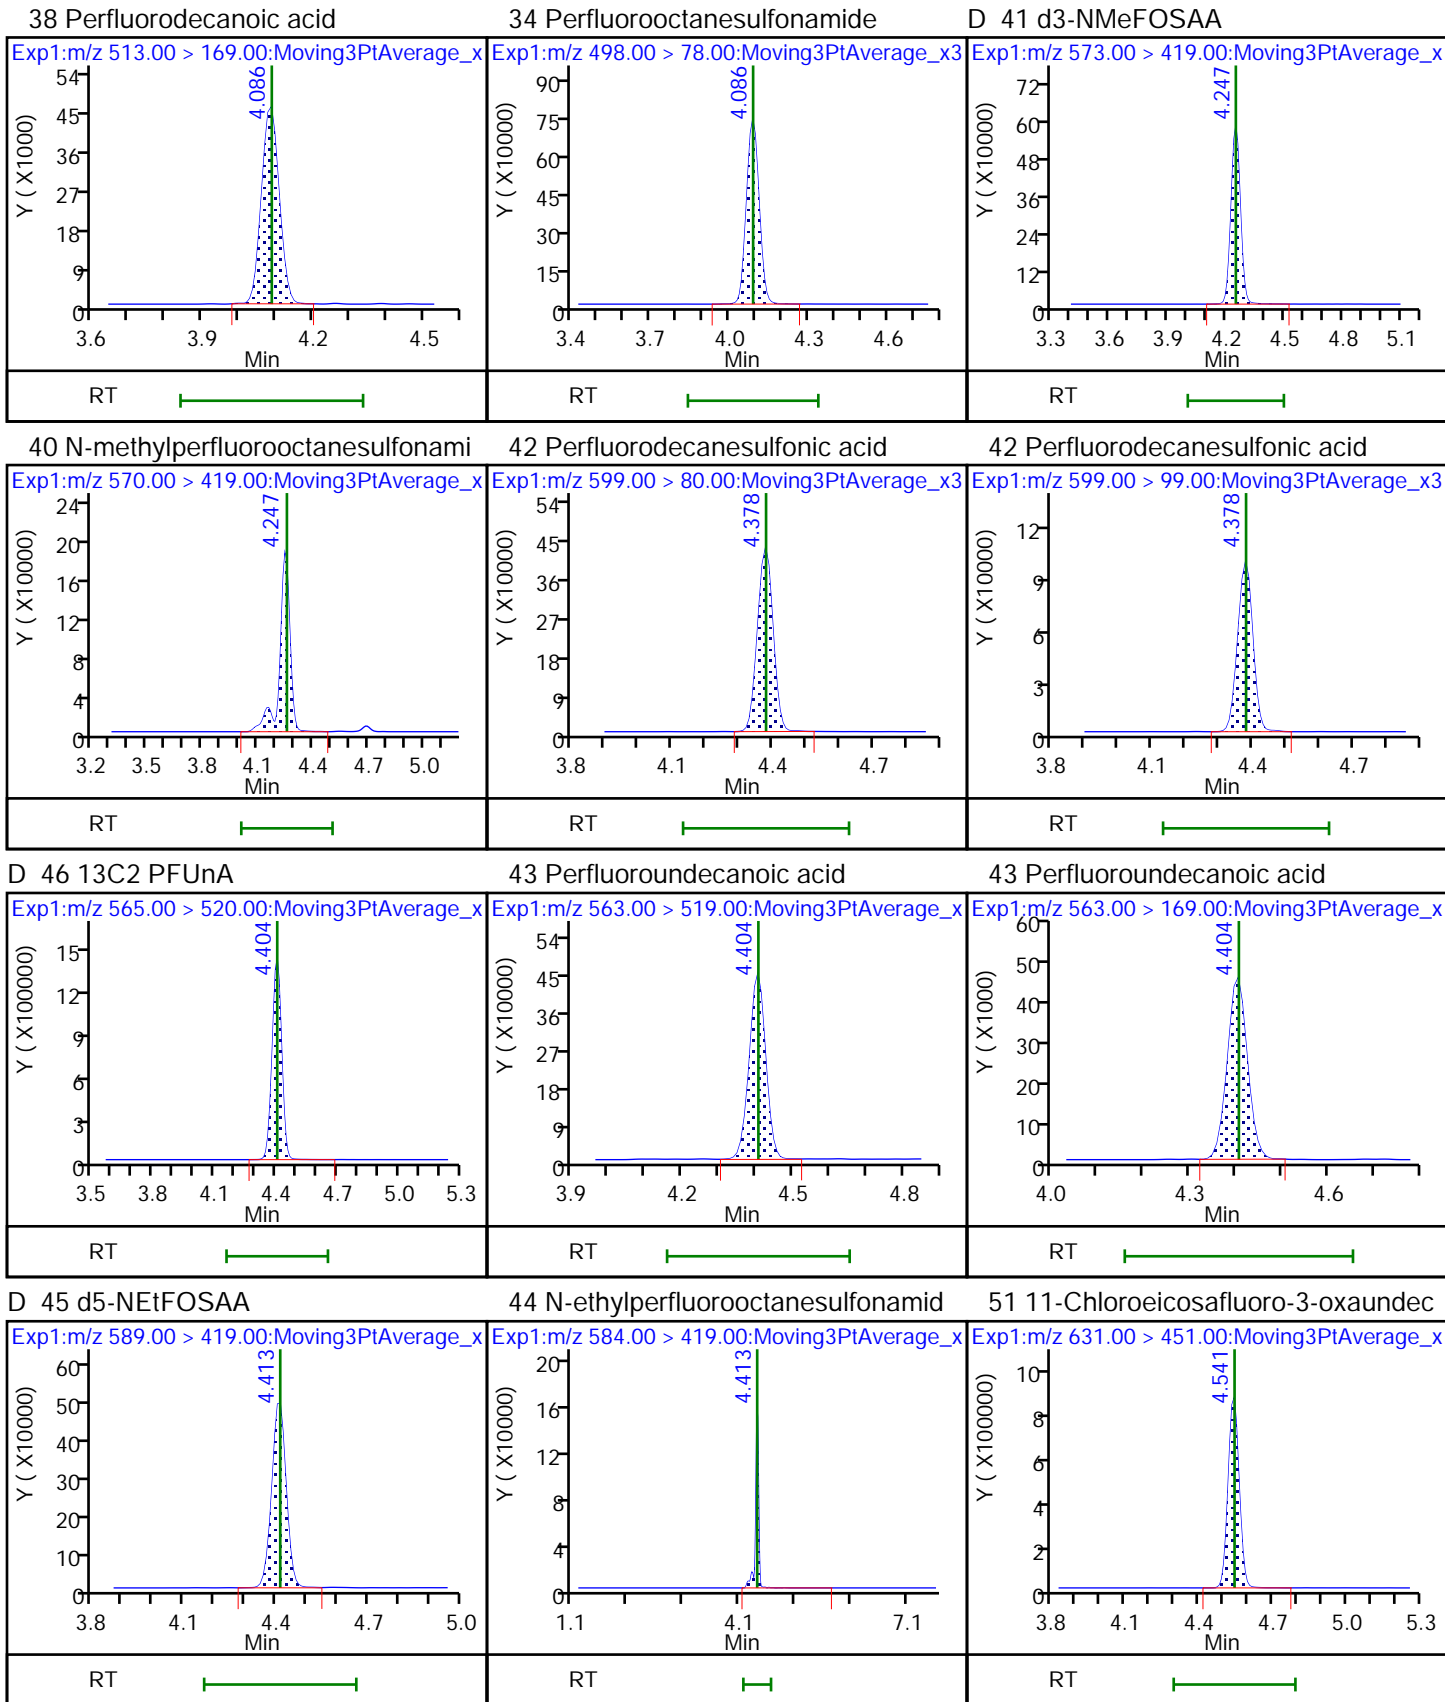 38 Perfluorodecanoic acid
Exp1:m/z 513.00 > 169.00:Moving3PtAverage_x
Y ( X1000)
54
45
36
27
18
9
0
4.086
3.6 3.9 4.2 4.5
Min
RT
34 Perfluorooctanesulfonamide
Exp1:m/z 498.00 > 78.00:Moving3PtAverage_x3
Y ( X10000)
90
75
60
45
30
15
0
4.086
3.4 3.7 4.0 4.3 4.6
Min
RT
D 41 d3-NMeFOSAA
Exp1:m/z 573.00 > 419.00:Moving3PtAverage_x
Y ( X10000)
72
60
48
36
24
12
0
4.247
3.3 3.6 3.9 4.2 4.5 4.8 5.1
Min
RT
40 N-methylperfluorooctanesulfonami
Exp1:m/z 570.00 > 419.00:Moving3PtAverage_x
Y ( X10000)
24
20
16
12
8
4
0
4.247
3.2 3.5 3.8 4.1 4.4 4.7 5.0
Min
RT
42 Perfluorodecanesulfonic acid
Exp1:m/z 599.00 > 80.00:Moving3PtAverage_x3
Y ( X10000)
54
45
36
27
18
9
0
4.378
3.8 4.1 4.4 4.7
Min
RT
42 Perfluorodecanesulfonic acid
Exp1:m/z 599.00 > 99.00:Moving3PtAverage_x3
Y ( X10000)
12
9
6
3
0
4.378
3.8 4.1 4.4 4.7
Min
RT
D 46 13C2 PFUnA
Exp1:m/z 565.00 > 520.00:Moving3PtAverage_x
Y ( X100000)
15
12
9
6
3
0
4.404
3.5 3.8 4.1 4.4 4.7 5.0 5.3
Min
RT
43 Perfluoroundecanoic acid
Exp1:m/z 563.00 > 519.00:Moving3PtAverage_x
Y ( X10000)
54
45
36
27
18
9
0
4.404
3.9 4.2 4.5 4.8
Min
RT
43 Perfluoroundecanoic acid
Exp1:m/z 563.00 > 169.00:Moving3PtAverage_x
Y ( X1000)
60
50
40
30
20
10
0
4.404
4.0 4.3 4.6
Min
RT
D 45 d5-NEtFOSAA
Exp1:m/z 589.00 > 419.00:Moving3PtAverage_x
Y ( X10000)
60
50
40
30
20
10
0
4.413
3.8 4.1 4.4 4.7 5.0
Min
RT
44 N-ethylperfluorooctanesulfonamid
Exp1:m/z 584.00 > 419.00:Moving3PtAverage_x
Y ( X10000)
20
16
12
8
4
0
4.413
1.1 4.1 7.1
Min
RT
51 11-Chloroeicosafluoro-3-oxaundec
Exp1:m/z 631.00 > 451.00:Moving3PtAverage_x
Y ( X100000)
10
8
6
4
2
0
4.541
3.8 4.1 4.4 4.7 5.0 5.3
Min
RT